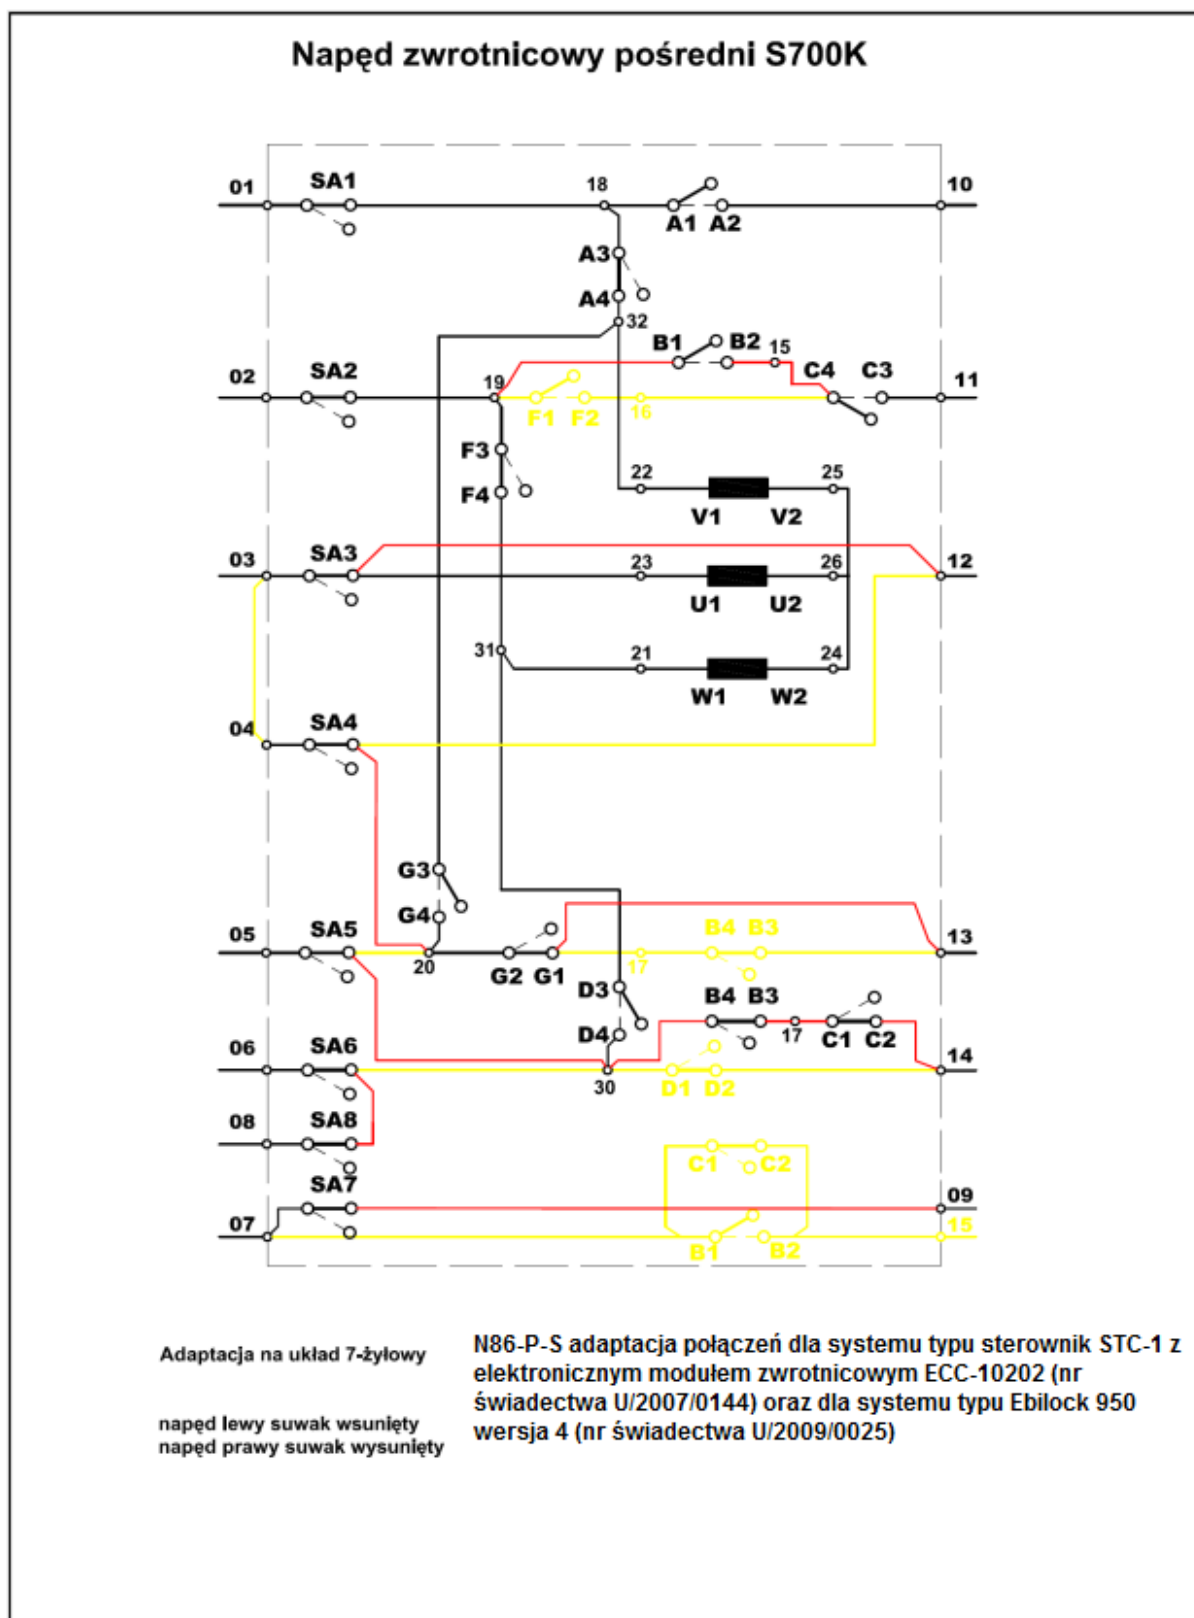 Napęd zwrotnicowy pośredni S700K
01 SA1 18 A1 A2 10
A3
A4
32
02 SA2 19 B1 B2 15 C4 C3 11
F1 F2 16
F3
F4
22 V1 V2 25
03 SA3 23 U1 U2 26 12
31 21 W1 W2 24
04 SA4
G3
G4
05 SA5 20 G2 G1 17 B4 B3 13
D3
D4
B4 B3 17 C1 C2
06 SA6 30 D1 D2 14
08 SA8
C1 C2
SA7 09
07 B1 B2 15
Adaptacja na układ 7-żyłowy
napęd lewy suwak wsunięty
napęd prawy suwak wysunięty
N86-P-S adaptacja połączeń dla systemu typu sterownik STC-1 z
elektronicznym modułem zwrotnicowym ECC-10202 (nr
świadectwa U/2007/0144) oraz dla systemu typu Ebilock 950
wersja 4 (nr świadectwa U/2009/0025)